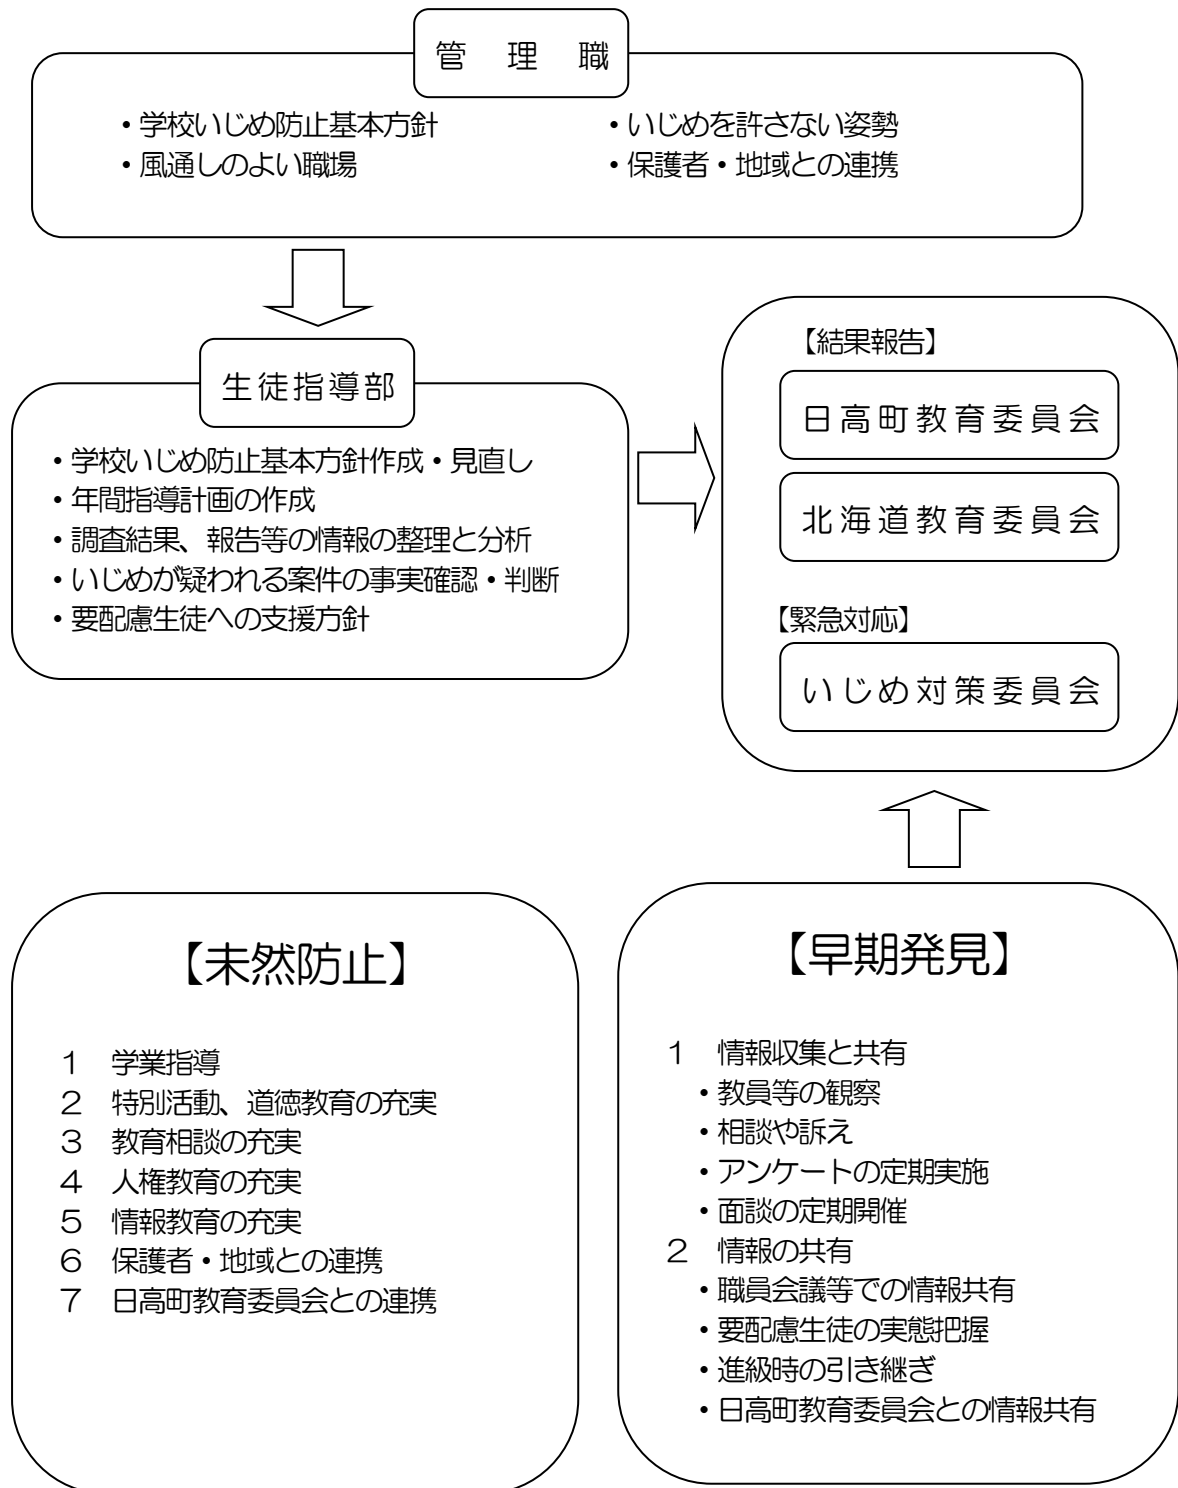 管　理　職
・学校いじめ防止基本方針　・いじめを許さない姿勢
・風通しのよい職場　・保護者・地域との連携
生徒指導部
・学校いじめ防止基本方針作成・見直し
・年間指導計画の作成
・調査結果、報告等の情報の整理と分析
・いじめが疑われる案件の事実確認・判断
・要配慮生徒への支援方針
【結果報告】
日高町教育委員会
北海道教育委員会
【緊急対応】
いじめ対策委員会
【未然防止】
１　学業指導
２　特別活動、道徳教育の充実
３　教育相談の充実
４　人権教育の充実
５　情報教育の充実
６　保護者・地域との連携
７　日高町教育委員会との連携
【早期発見】
１　情報収集と共有
・教員等の観察
・相談や訴え
・アンケートの定期実施
・面談の定期開催
２　情報の共有
・職員会議等での情報共有
・要配慮生徒の実態把握
・進級時の引き継ぎ
・日高町教育委員会との情報共有